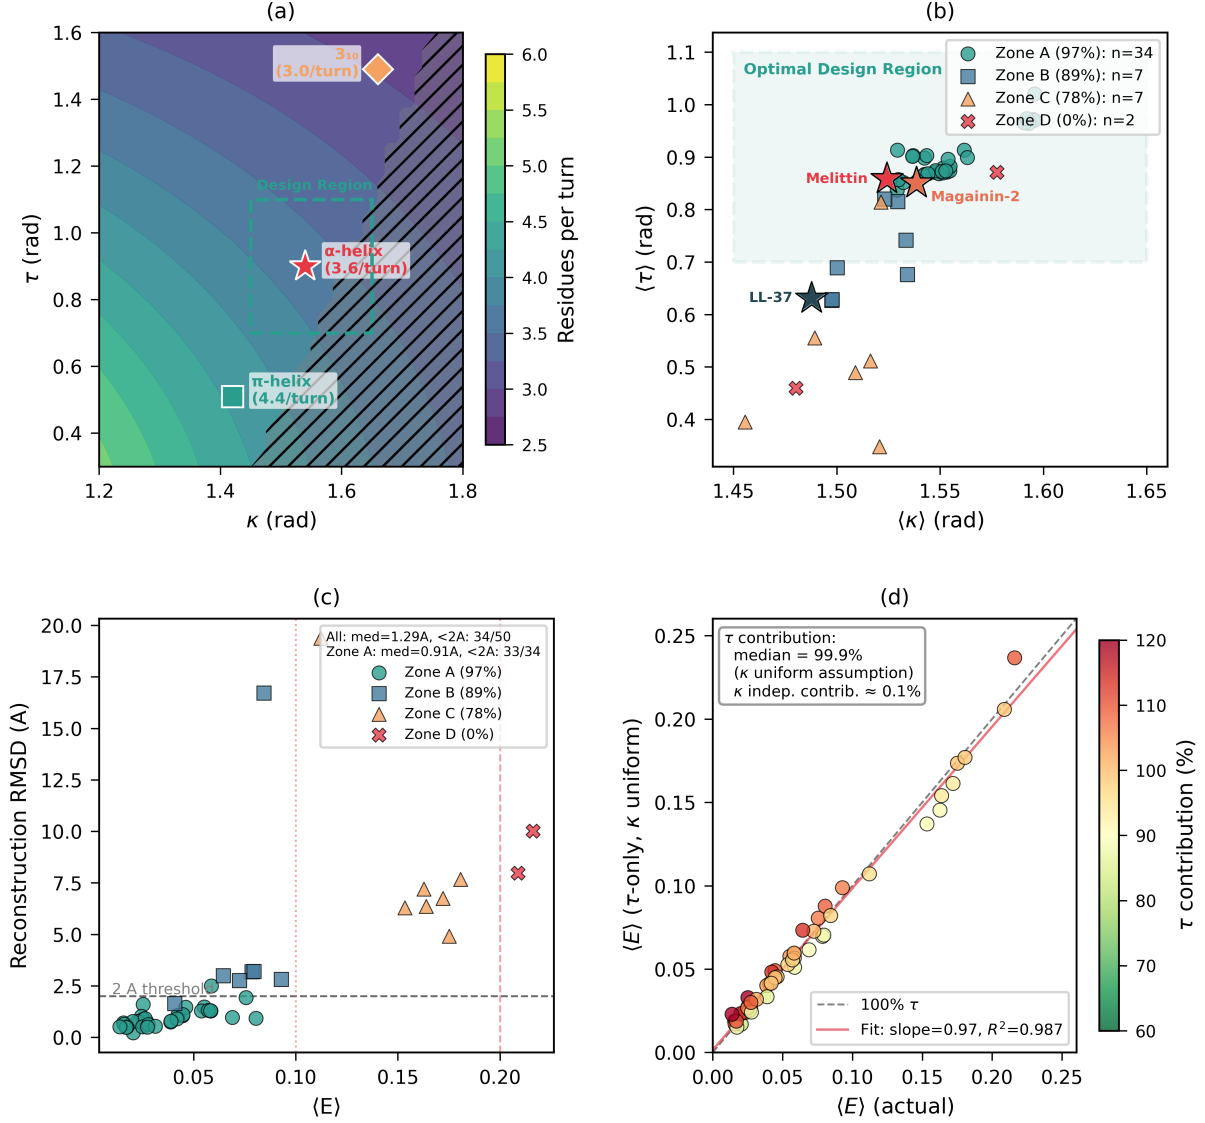 (a)
1.6
1.4
1.2
1.0
0.8
0.6
0.4
τ (rad)
1.2
1.4
1.6
1.8
κ (rad)
3₁₀
(3.0/turn)
Design Region
α-helix
(3.6/turn)
π-helix
(4.4/turn)
6.0
5.5
5.0
4.5
4.0
3.5
3.0
2.5
Residues per turn
(b)
1.1
1.0
0.9
0.8
0.7
0.6
0.5
0.4
⟨τ⟩ (rad)
1.45
1.50
1.55
1.60
1.65
⟨κ⟩ (rad)
Optimal Design Region
Zone A (97%): n=34
Zone B (89%): n=7
Zone C (78%): n=7
Zone D (0%): n=2
Melittin
Magainin-2
LL-37
(c)
20.0
17.5
15.0
12.5
10.0
7.5
5.0
2.5
0.0
Reconstruction RMSD (A)
0.05
0.10
0.15
0.20
⟨E⟩
All: med=1.29A, <2A: 34/50
Zone A: med=0.91A, <2A: 33/34
Zone A (97%)
Zone B (89%)
Zone C (78%)
Zone D (0%)
2 A threshold
(d)
0.25
0.20
0.15
0.10
0.05
0.00
⟨E⟩ (τ-only, κ uniform)
0.00
0.05
0.10
0.15
0.20
0.25
⟨E⟩ (actual)
τ contribution:
median = 99.9%
(κ uniform assumption)
κ indep. contrib. ≈ 0.1%
100% τ
Fit: slope=0.97, R²=0.987
120
110
100
90
80
70
60
τ contribution (%)